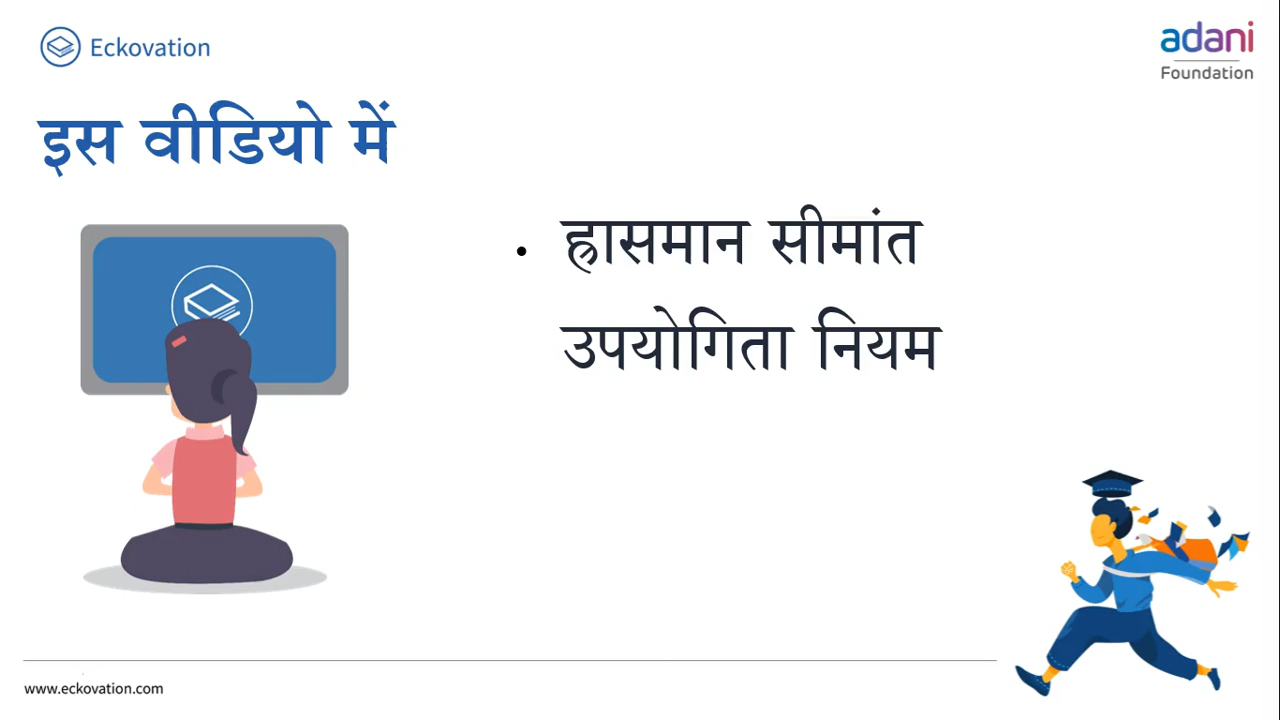 Eckovation
adani
Foundation
इस वीडियो में
• ह्रासमान सीमांत
उपयोगिता नियम
www.eckovation.com